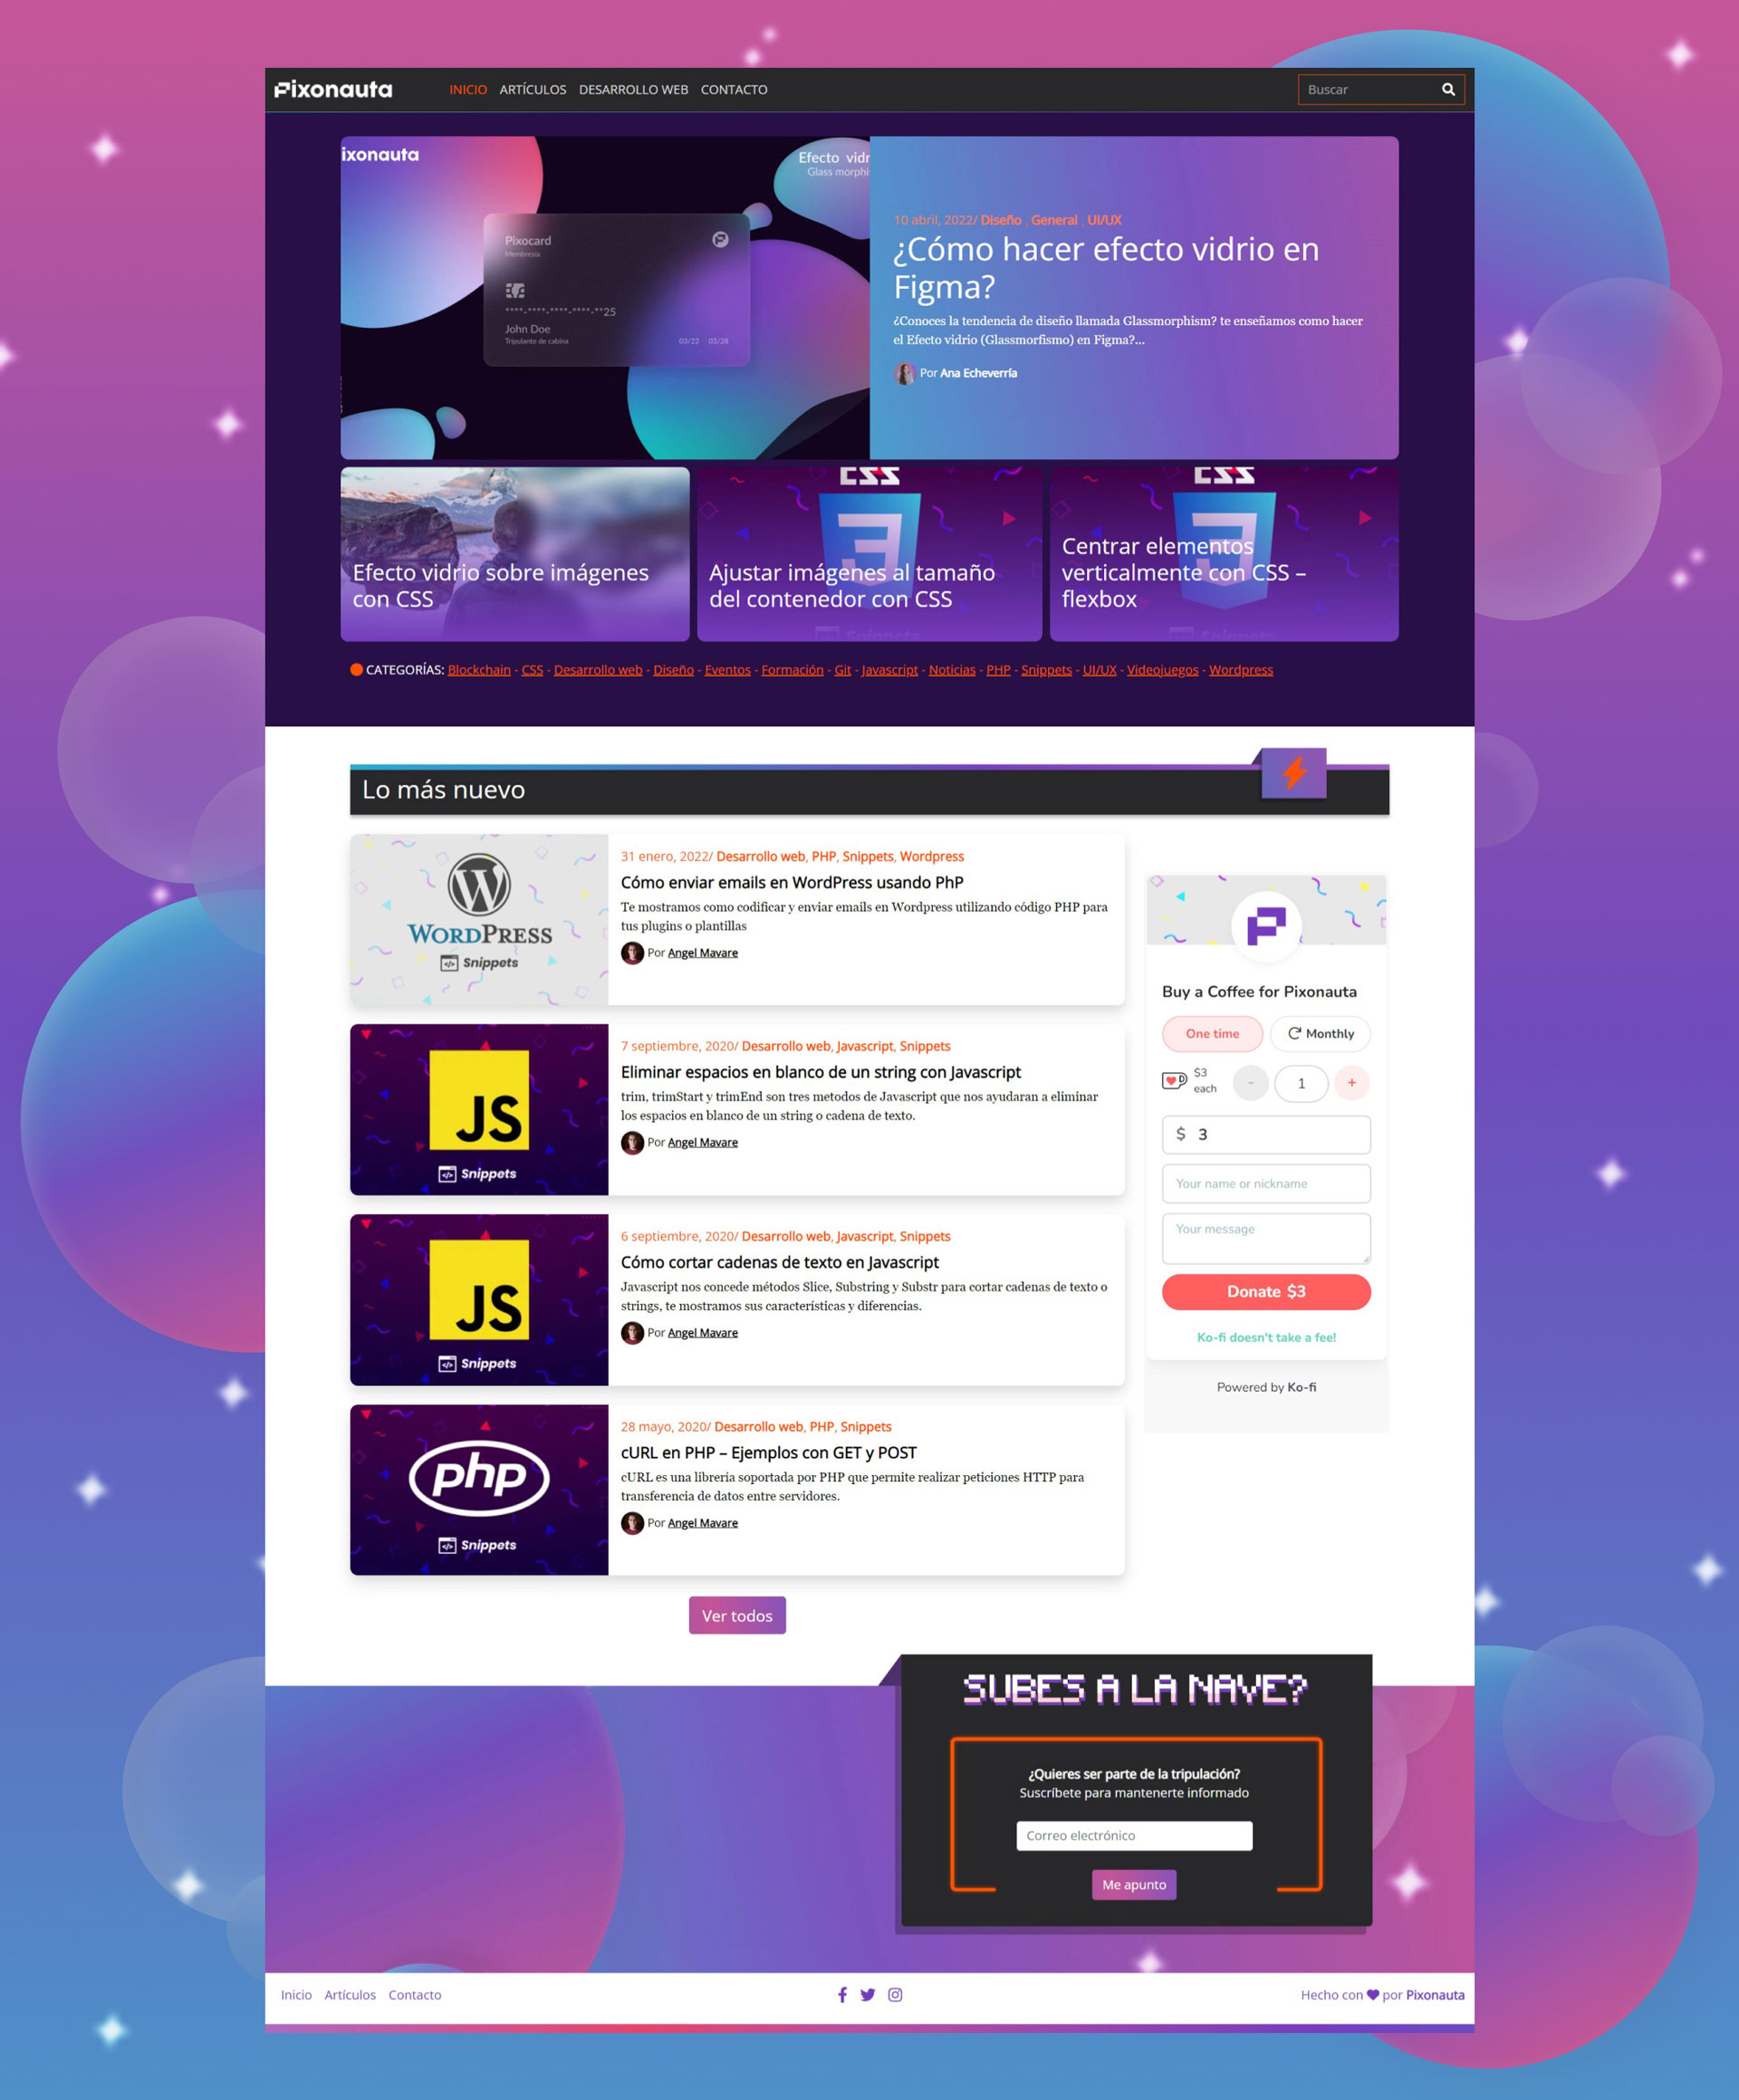 Pixonauta
INICIO ARTÍCULOS DESARROLLO WEB CONTACTO
Buscar
ixonauta
Efecto vidr
Glass morphi
Pixocard
Membresía
****-****-****-****-**25
John Doe
Tripulante de cabina
03/22 03/28
10 abril, 2022/ Diseño , General , UI/UX
¿Cómo hacer efecto vidrio en
Figma?
¿Conoces la tendencia de diseño llamada Glassmorphism? te enseñamos como hacer
el Efecto vidrio (Glassmorfismo) en Figma?...
Por Ana Echeverría
Efecto vidrio sobre imágenes
con CSS
CSS
3
Ajustar imágenes al tamaño
del contenedor con CSS
Snippets
CSS
3
Centrar elementos
verticalmente con CSS –
flexbox
Snippets
CATEGORÍAS: Blockchain - CSS - Desarrollo web - Diseño - Eventos - Formación - Git - Javascript - Noticias - PHP - Snippets - UI/UX - Videojuegos - Wordpress
Lo más nuevo
WORDPRESS
Snippets
31 enero, 2022/ Desarrollo web, PHP, Snippets, Wordpress
Cómo enviar emails en WordPress usando PhP
Te mostramos como codificar y enviar emails en Wordpress utilizando código PHP para
tus plugins o plantillas
Por Angel Mavare
JS
Snippets
7 septiembre, 2020/ Desarrollo web, Javascript, Snippets
Eliminar espacios en blanco de un string con Javascript
trim, trimStart y trimEnd son tres metodos de Javascript que nos ayudaran a eliminar
los espacios en blanco de un string o cadena de texto.
Por Angel Mavare
JS
Snippets
6 septiembre, 2020/ Desarrollo web, Javascript, Snippets
Cómo cortar cadenas de texto en Javascript
Javascript nos concede métodos Slice, Substring y Substr para cortar cadenas de texto o
strings, te mostramos sus características y diferencias.
Por Angel Mavare
php
Snippets
28 mayo, 2020/ Desarrollo web, PHP, Snippets
cURL en PHP – Ejemplos con GET y POST
cURL es una librería soportada por PHP que permite realizar peticiones HTTP para
transferencia de datos entre servidores.
Por Angel Mavare
Ver todos
Buy a Coffee for Pixonauta
One time
Monthly
$3
each
- 1 +
$ 3
Your name or nickname
Your message
Donate $3
Ko-fi doesn't take a fee!
Powered by Ko-fi
SUBES A LA NAVE?
¿Quieres ser parte de la tripulación?
Suscríbete para mantenerte informado
Correo electrónico
Me apunto
Inicio Artículos Contacto
Hecho con por Pixonauta